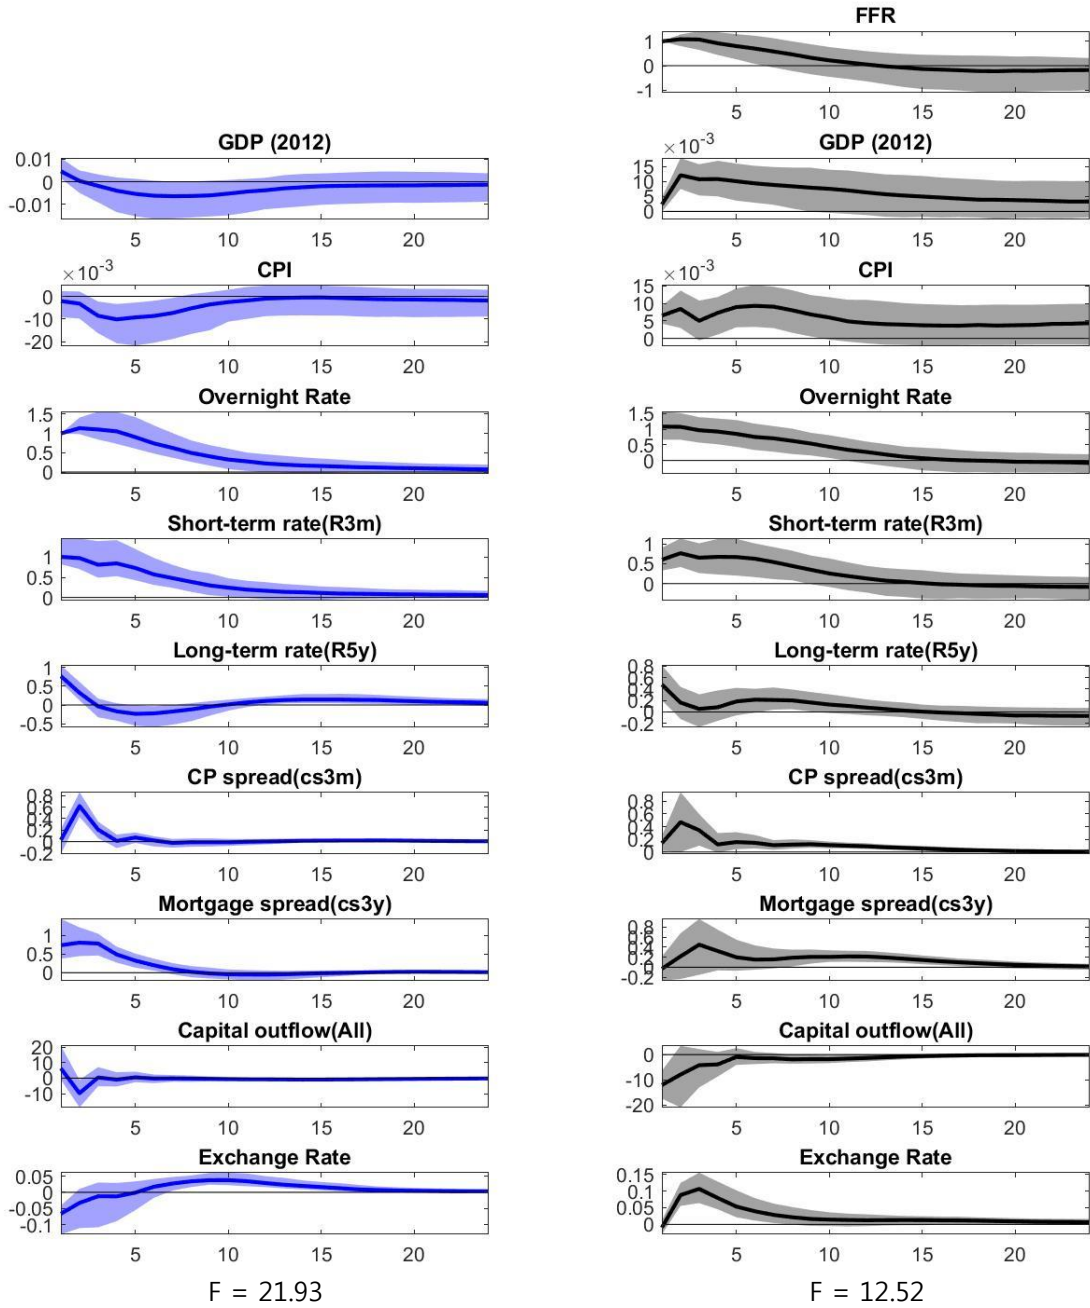 FFR
1
0
-1
5 10 15 20
GDP (2012)
0.01
0
-0.01
5 10 15 20
GDP (2012)
×10⁻³
15
10
5
0
5 10 15 20
CPI
×10⁻³
0
-10
-20
5 10 15 20
CPI
×10⁻³
15
10
5
0
5 10 15 20
Overnight Rate
1.5
1
0.5
0
5 10 15 20
Overnight Rate
1.5
1
0.5
0
5 10 15 20
Short-term rate(R3m)
1
0.5
0
5 10 15 20
Short-term rate(R3m)
1
0.5
0
5 10 15 20
Long-term rate(R5y)
1
0.5
0
-0.5
5 10 15 20
Long-term rate(R5y)
0.8
0.6
0.4
0.2
0
-0.2
5 10 15 20
CP spread(cs3m)
0.8
0.6
0.4
0.2
0
-0.2
5 10 15 20
CP spread(cs3m)
0.8
0.6
0.4
0.2
0
5 10 15 20
Mortgage spread(cs3y)
1
0.5
0
5 10 15 20
Mortgage spread(cs3y)
0.8
0.6
0.4
0.2
0
-0.2
5 10 15 20
Capital outflow(All)
20
10
0
-10
5 10 15 20
Capital outflow(All)
0
-10
-20
5 10 15 20
Exchange Rate
0.05
0
-0.05
-0.1
5 10 15 20
Exchange Rate
0.15
0.1
0.05
0
5 10 15 20
F = 21.93
F = 12.52